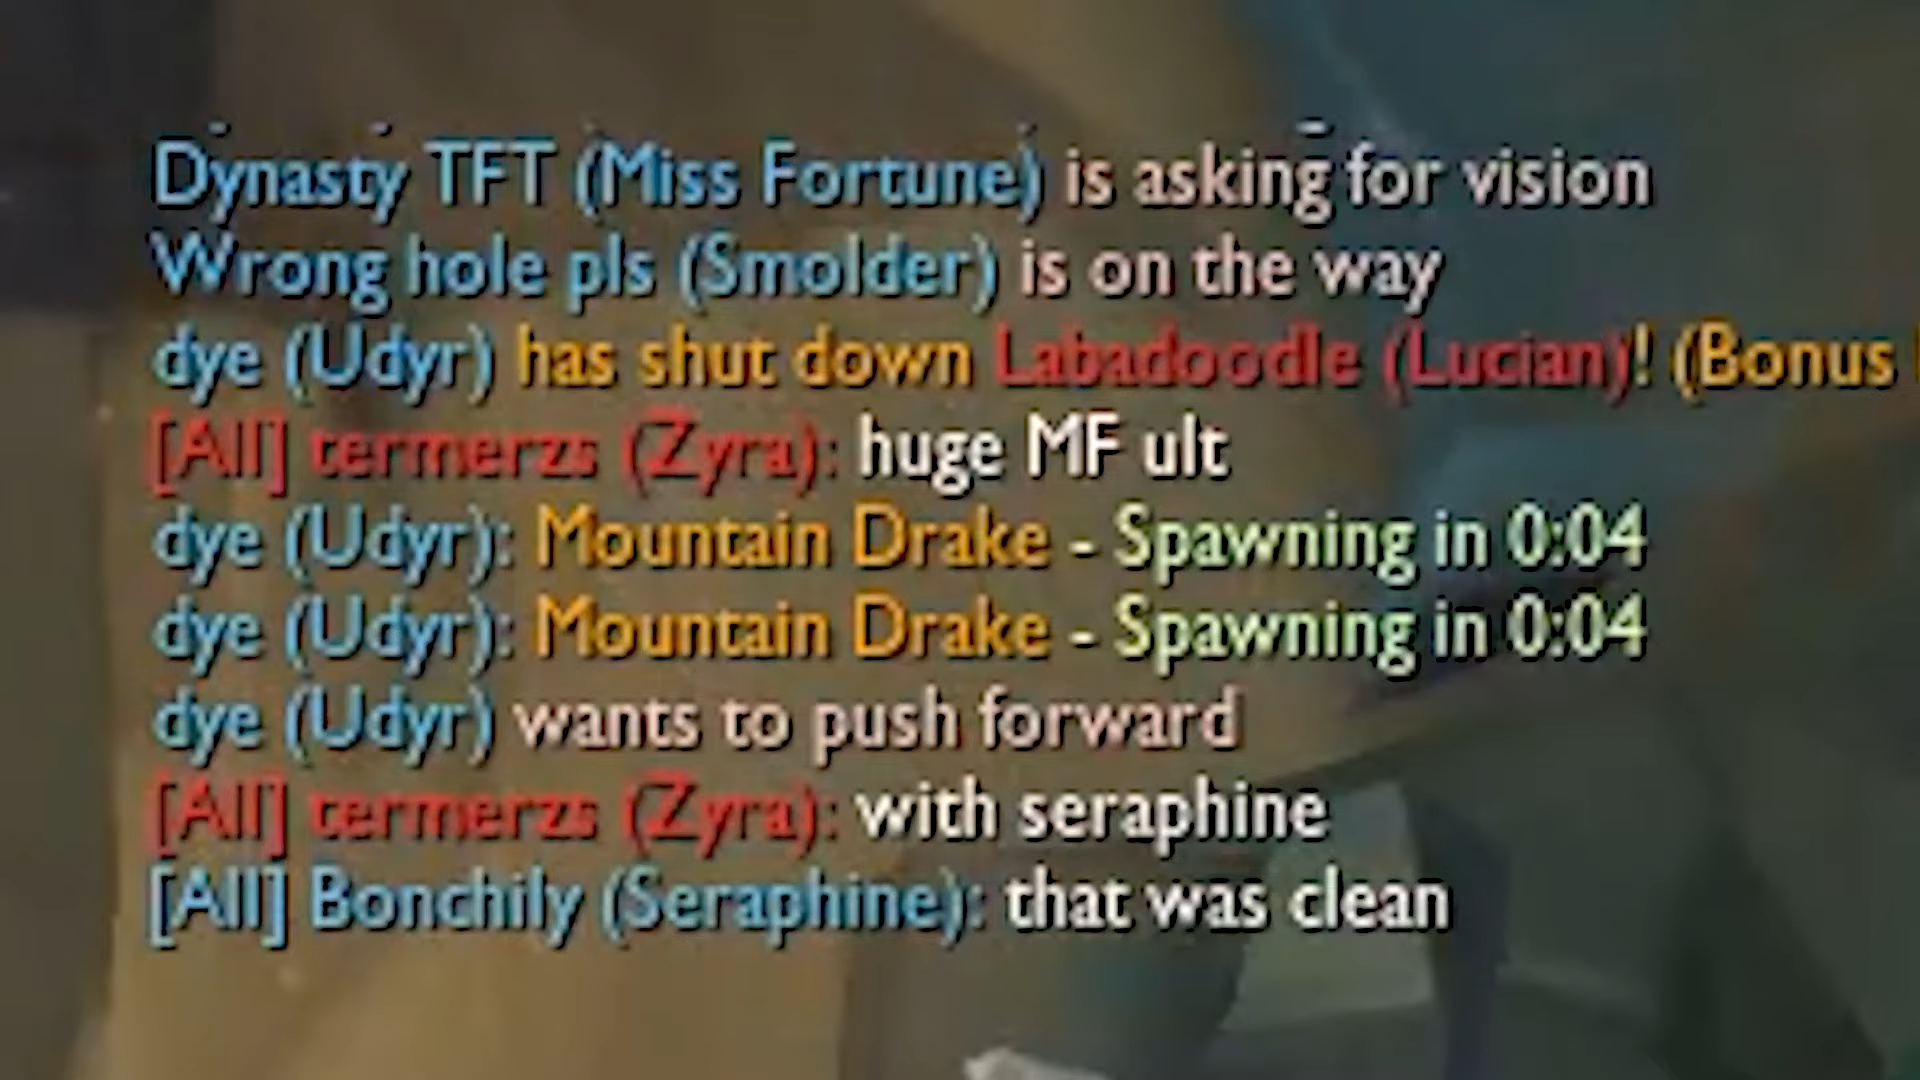 Dynasty TFT (Miss Fortune) is asking for vision
Wrong hole pls (Smolder) is on the way
dye (Udyr) has shut down Labadoodle (Lucian)! (Bonus
[All] termerzs (Zyra): huge MF ult
dye (Udyr): Mountain Drake - Spawning in 0:04
dye (Udyr): Mountain Drake - Spawning in 0:04
dye (Udyr) wants to push forward
[All] termerzs (Zyra): with seraphine
[All] Bonchily (Seraphine): that was clean